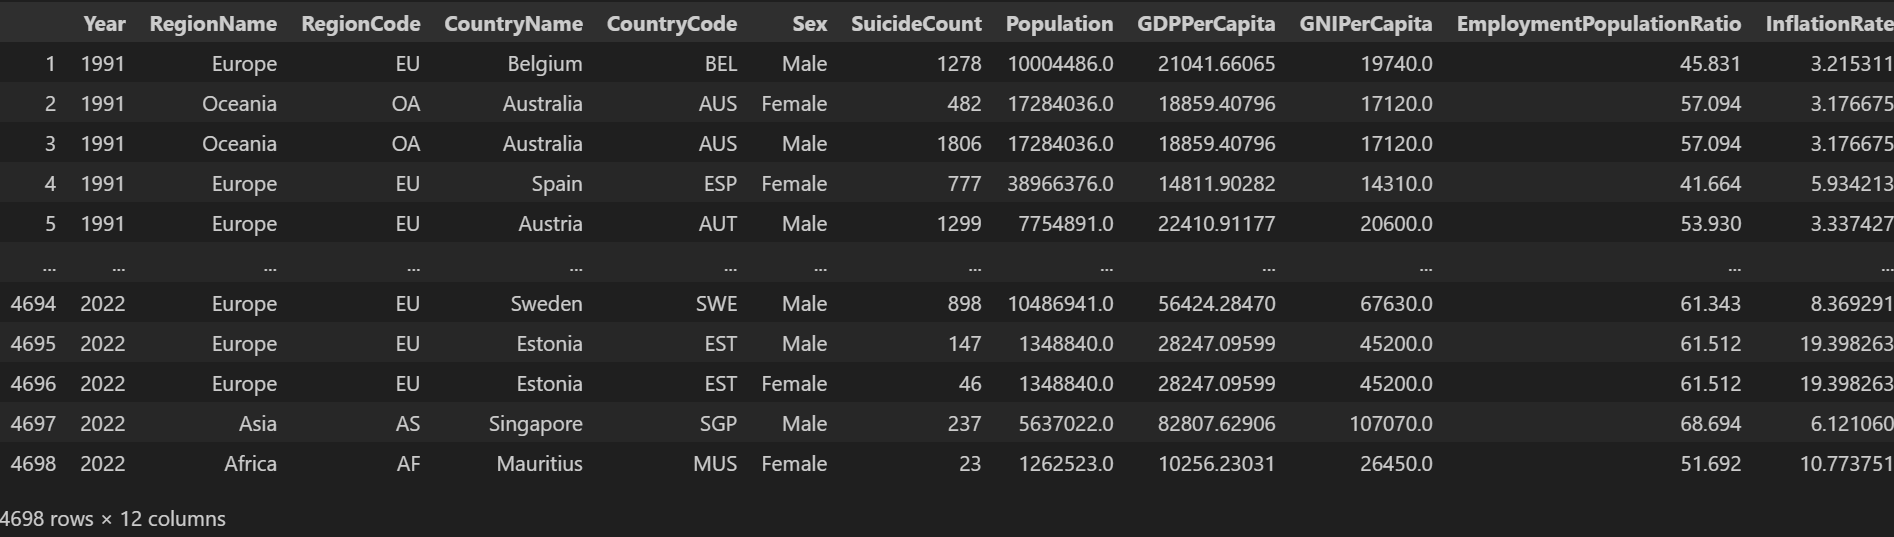 Year RegionName RegionCode CountryName CountryCode Sex SuicideCount Population GDPPerCapita GNIPerCapita EmploymentPopulationRatio InflationRate
1 1991 Europe EU Belgium BEL Male 1278 10004486.0 21041.66065 19740.0 45.831 3.215311
2 1991 Oceania OA Australia AUS Female 482 17284036.0 18859.40796 17120.0 57.094 3.176675
3 1991 Oceania OA Australia AUS Male 1806 17284036.0 18859.40796 17120.0 57.094 3.176675
4 1991 Europe EU Spain ESP Female 777 38966376.0 14811.90282 14310.0 41.664 5.934213
5 1991 Europe EU Austria AUT Male 1299 7754891.0 22410.91177 20600.0 53.930 3.337427
... ... ... ... ... ... ... ... ... ... ... ... ...
4694 2022 Europe EU Sweden SWE Male 898 10486941.0 56424.28470 67630.0 61.343 8.369291
4695 2022 Europe EU Estonia EST Male 147 1348840.0 28247.09599 45200.0 61.512 19.398263
4696 2022 Europe EU Estonia EST Female 46 1348840.0 28247.09599 45200.0 61.512 19.398263
4697 2022 Asia AS Singapore SGP Male 237 5637022.0 82807.62906 107070.0 68.694 6.121060
4698 2022 Africa AF Mauritius MUS Female 23 1262523.0 10256.23031 26450.0 51.692 10.773751
4698 rows × 12 columns